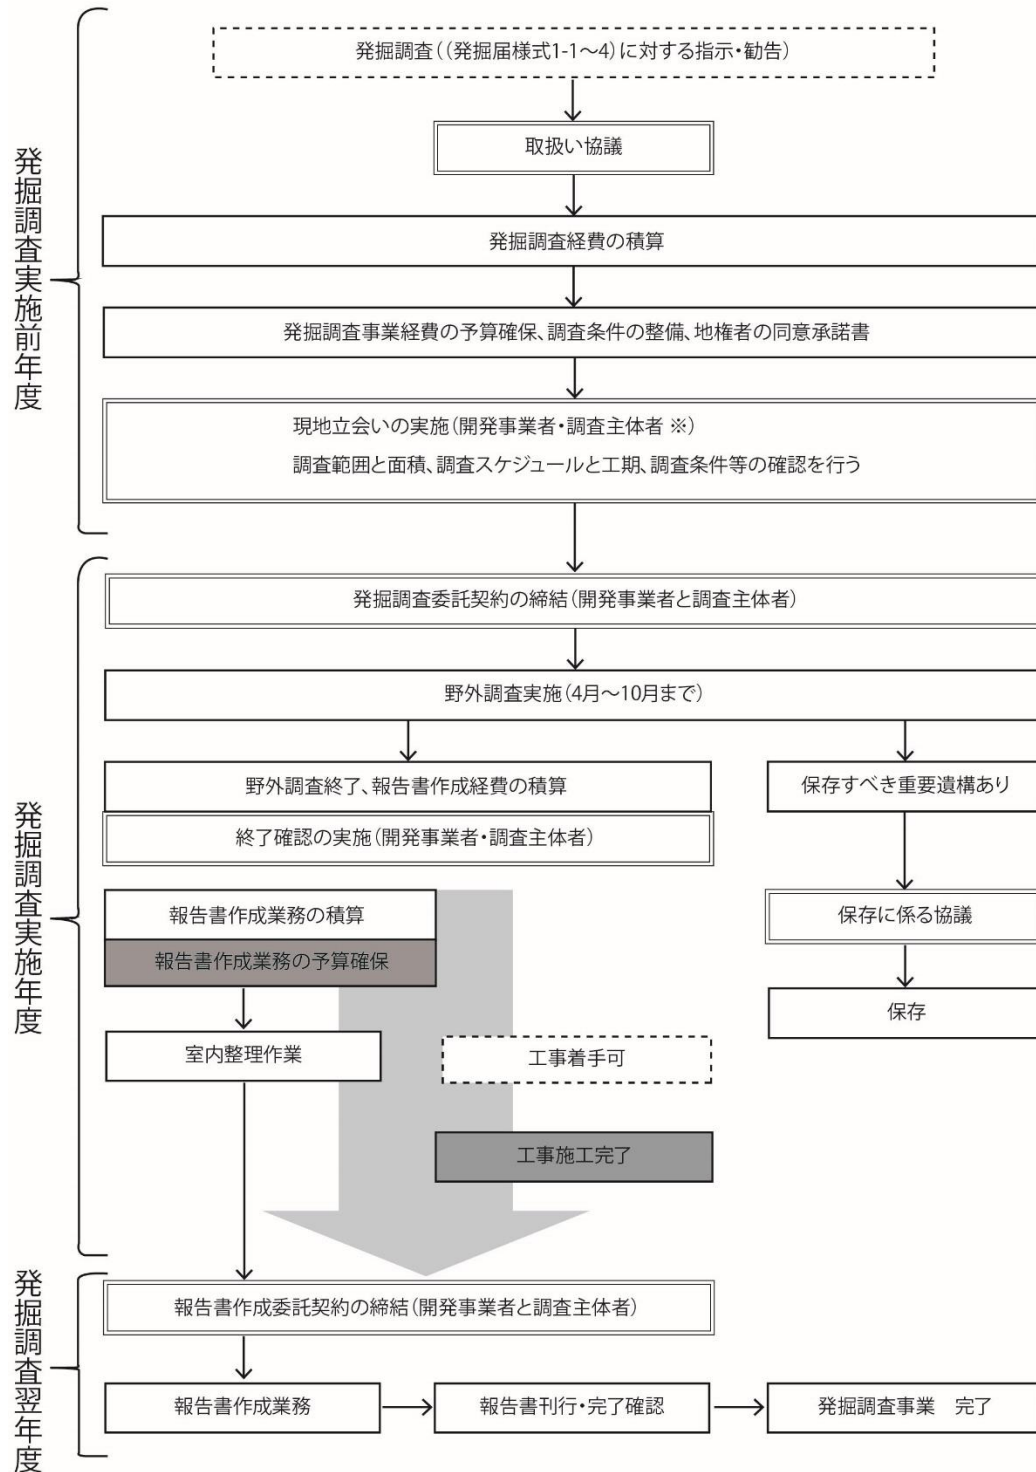 発掘調査実施前年度
発掘調査((発掘届様式1-1～4)に対する指示・勧告)
取扱い協議
発掘調査経費の積算
発掘調査事業経費の予算確保、調査条件の整備、地権者の同意承諾書
現地立会いの実施(開発事業者・調査主体者 ※)
調査範囲と面積、調査スケジュールと工期、調査条件等の確認を行う
発掘調査実施年度
発掘調査委託契約の締結(開発事業者と調査主体者)
野外調査実施(4月～10月まで)
野外調査終了、報告書作成経費の積算
保存すべき重要遺構あり
終了確認の実施(開発事業者・調査主体者)
報告書作成業務の積算
保存に係る協議
報告書作成業務の予算確保
保存
室内整理作業
工事着手可
工事施工完了
発掘調査翌年度
報告書作成委託契約の締結(開発事業者と調査主体者)
報告書作成業務
報告書刊行・完了確認
発掘調査事業　完了